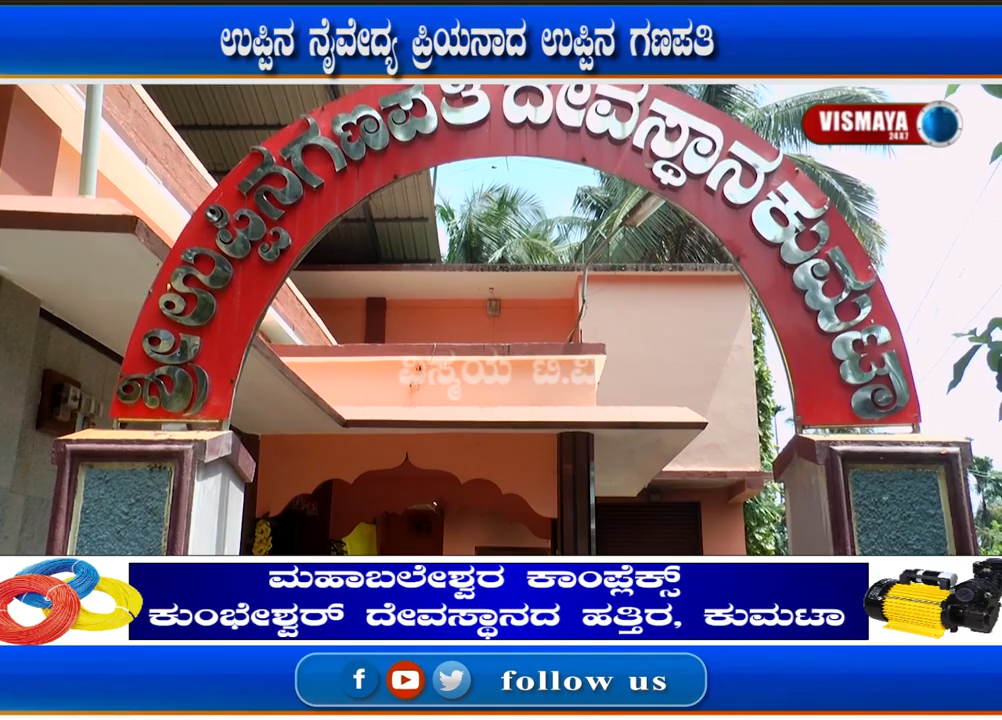 ಉಪ್ಪಿನ ನೈವೇದ್ಯ ಪ್ರಿಯನಾದ ಉಪ್ಪಿನ ಗಣಪತಿ
ಶ್ರೀ ಉಪ್ಪಿನಗಣಪತಿ ದೇವಸ್ಥಾನ ಕುಮಟಾ
VISMAYA
24X7
ವಿಸ್ಮಯ ಟಿ.ವಿ
ಮಹಾಬಲೇಶ್ವರ ಕಾಂಪ್ಲೆಕ್ಸ್
ಕುಂಭೇಶ್ವರ್ ದೇವಸ್ಥಾನದ ಹತ್ತಿರ, ಕುಮಟಾ
follow us